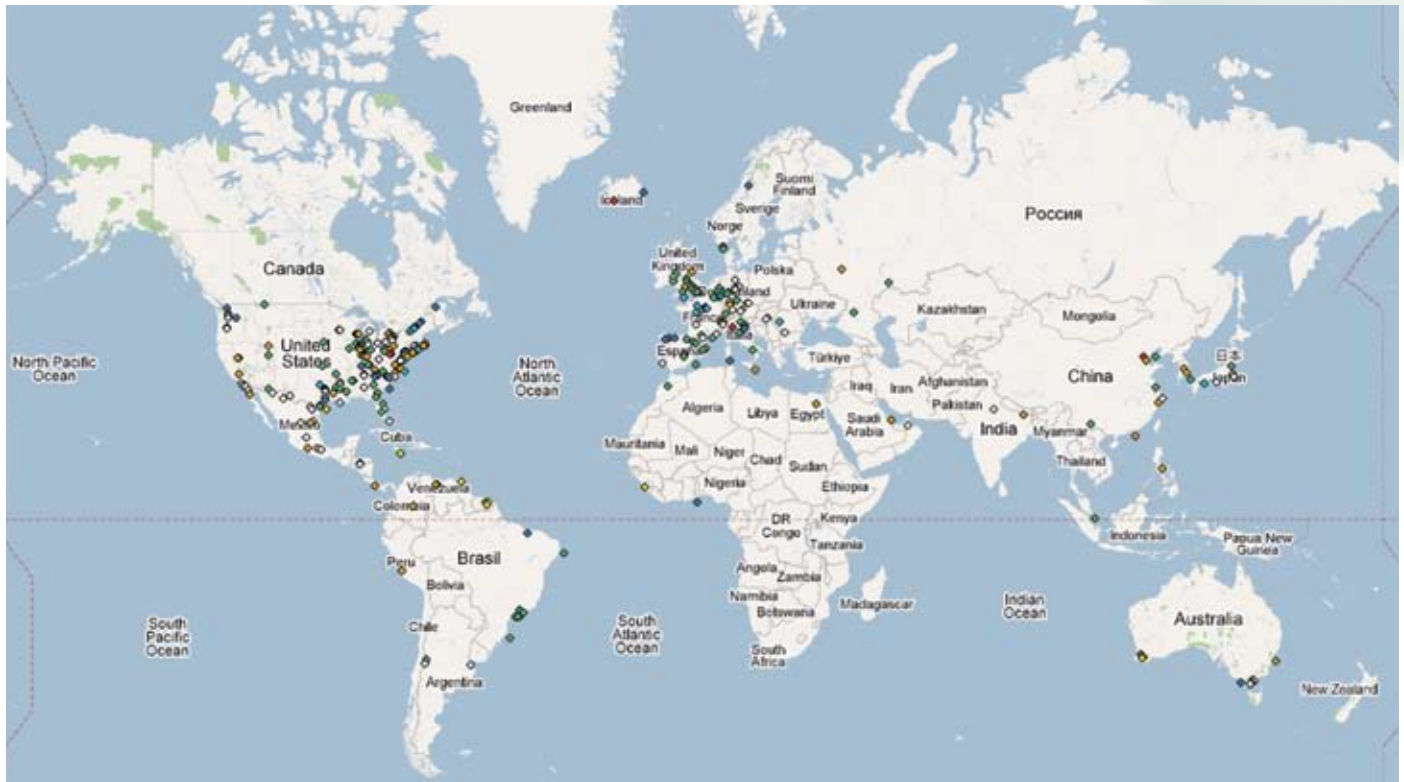 Greenland
Iceland
Suomi
Finland
Sverige
Norge
Россия
Canada
United
Kingdom
Polska
Ukraine
Kazakhstan
Mongolia
United
States
North Pacific
Ocean
North
Atlantic
Ocean
España
Türkiye
China
日本
Japan
Iraq
Iran
Afghanistan
Pakistan
Algeria
Libya
Egypt
Saudi
Arabia
India
Myanmar
Thailand
Mexico
Cuba
Mauritania
Mali
Niger
Chad
Sudan
Nigeria
Ethiopia
Venezuela
Colombia
DR
Congo
Kenya
Tanzania
Indonesia
Papua New
Guinea
Peru
Brasil
Bolivia
Angola
Zambia
Namibia
Botswana
Madagascar
South
Pacific
Ocean
Chile
South
Atlantic
Ocean
Indian
Ocean
Australia
South
Africa
Argentina
New Zealand